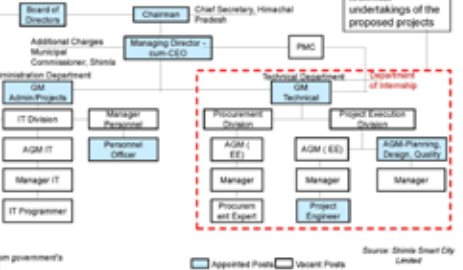 undertakings of the
proposed projects
Board of
Directors
Chairman
Chief Secretary, Himachal
Pradesh
Additional Charges
Municipal
Commissioner, Shimla
Managing Director -
cum-CEO
PMC
ministration Department
Technical Department
Department
of Internship
GM
Admin/Projects
GM
Technical
IT Division
Manager
Personnel
Procurement
Division
Project Execution
Division
AGM IT
Personnel
Officer
AGM (
EE)
AGM ( EE)
AGM-Planning,
Design, Quality
Manager IT
Manager
Manager
Manager
IT Programmer
Procurem
ent Expert
Project
Engineer
om government's
Appointed Posts
Vacant Posts
Source: Shimla Smart City
Limited